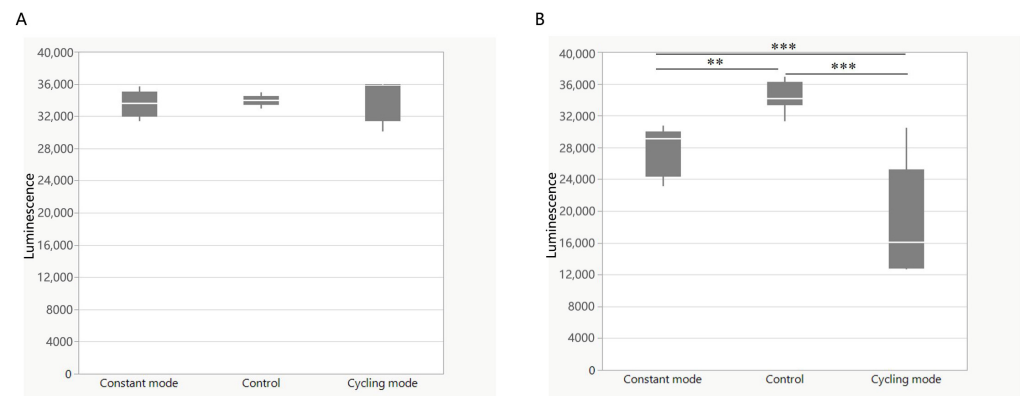 A
40,000
36,000
32,000
28,000
24,000
20,000
16,000
12,000
8000
4000
0
Luminescence
Constant mode
Control
Cycling mode
B
***
**
***
40,000
36,000
32,000
28,000
24,000
20,000
16,000
12,000
8000
4000
0
Luminescence
Constant mode
Control
Cycling mode